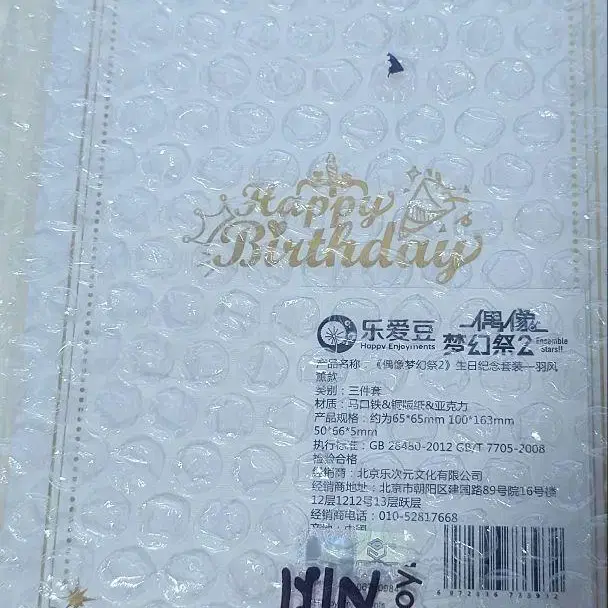 Happy
Birthday
乐爱豆
Happy Enjoyments
偶像
梦幻祭2
Ensemble
Stars!!
产品名称：《偶像梦幻祭2》生日纪念套装—羽风
薰款
类别：三件套
材质：马口铁&铜版纸&亚克力
产品规格：约为65*65mm 100*163mm
50*66*5mm
执行标准：GB 28480-2012 GB/T 7705-2008
检验合格
经销商：北京乐次元文化有限公司
经销商地址：北京市朝阳区建国路89号院16号楼
12层1212号13层跃层
经销商电话：010-52817668
产地：中国